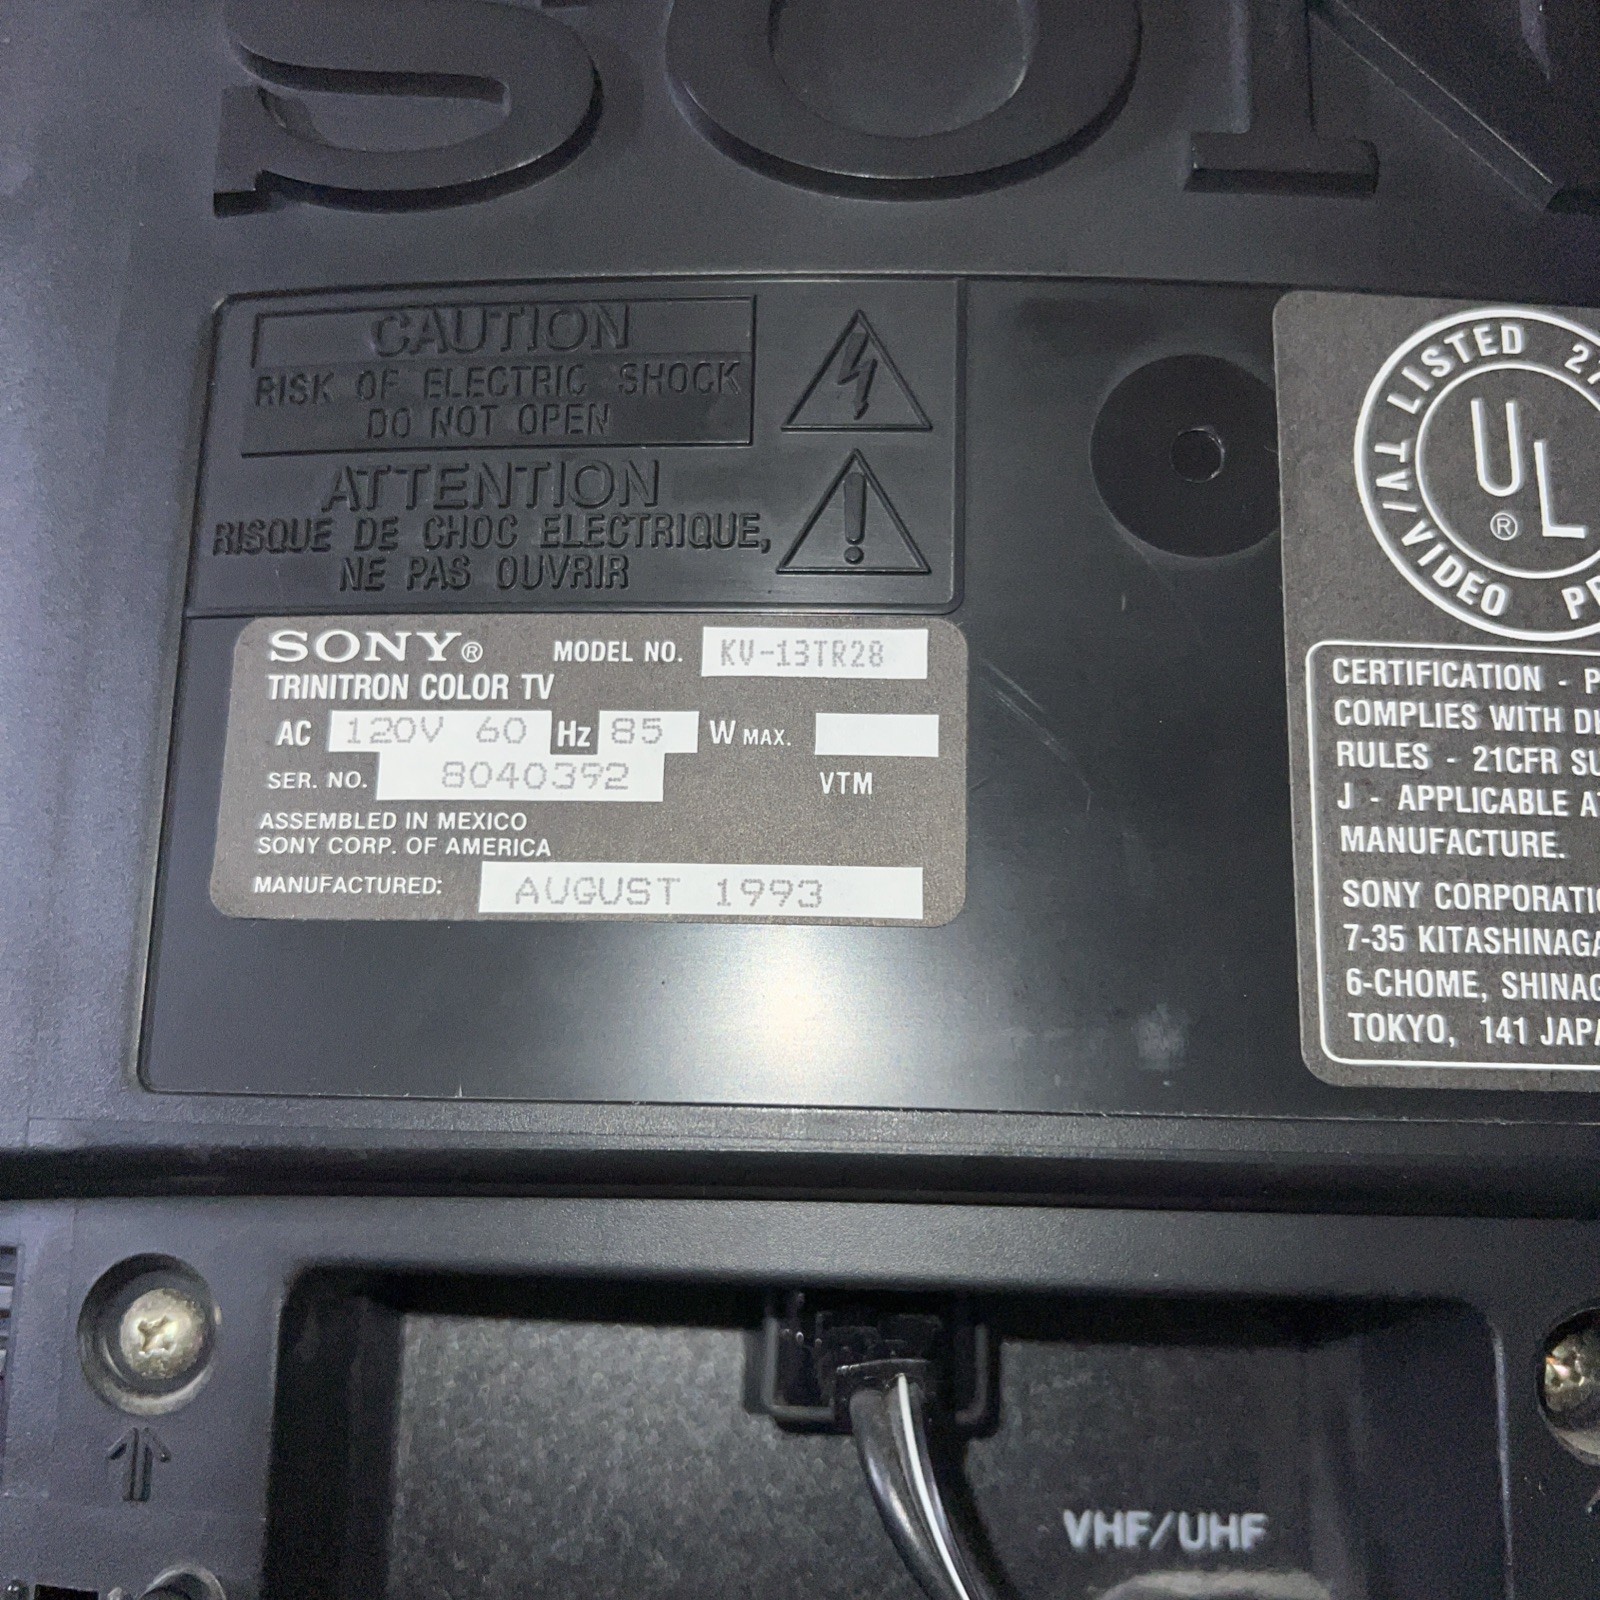 SON
CAUTION
RISK OF ELECTRIC SHOCK
DO NOT OPEN
ATTENTION
RISQUE DE CHOC ELECTRIQUE,
NE PAS OUVRIR
SONY® MODEL NO. KV-13TR28
TRINITRON COLOR TV
AC 120V 60 Hz 85 W MAX.
SER. NO. 8040392 VTM
ASSEMBLED IN MEXICO
SONY CORP. OF AMERICA
MANUFACTURED: AUGUST 1993
LISTED
UL
®
TV/VIDEO
CERTIFICATION -
COMPLIES WITH
RULES - 21CFR
J - APPLICABLE
MANUFACTURE.
SONY
7-35
6-CHOME,
TOKYO, 141
VHF/UHF